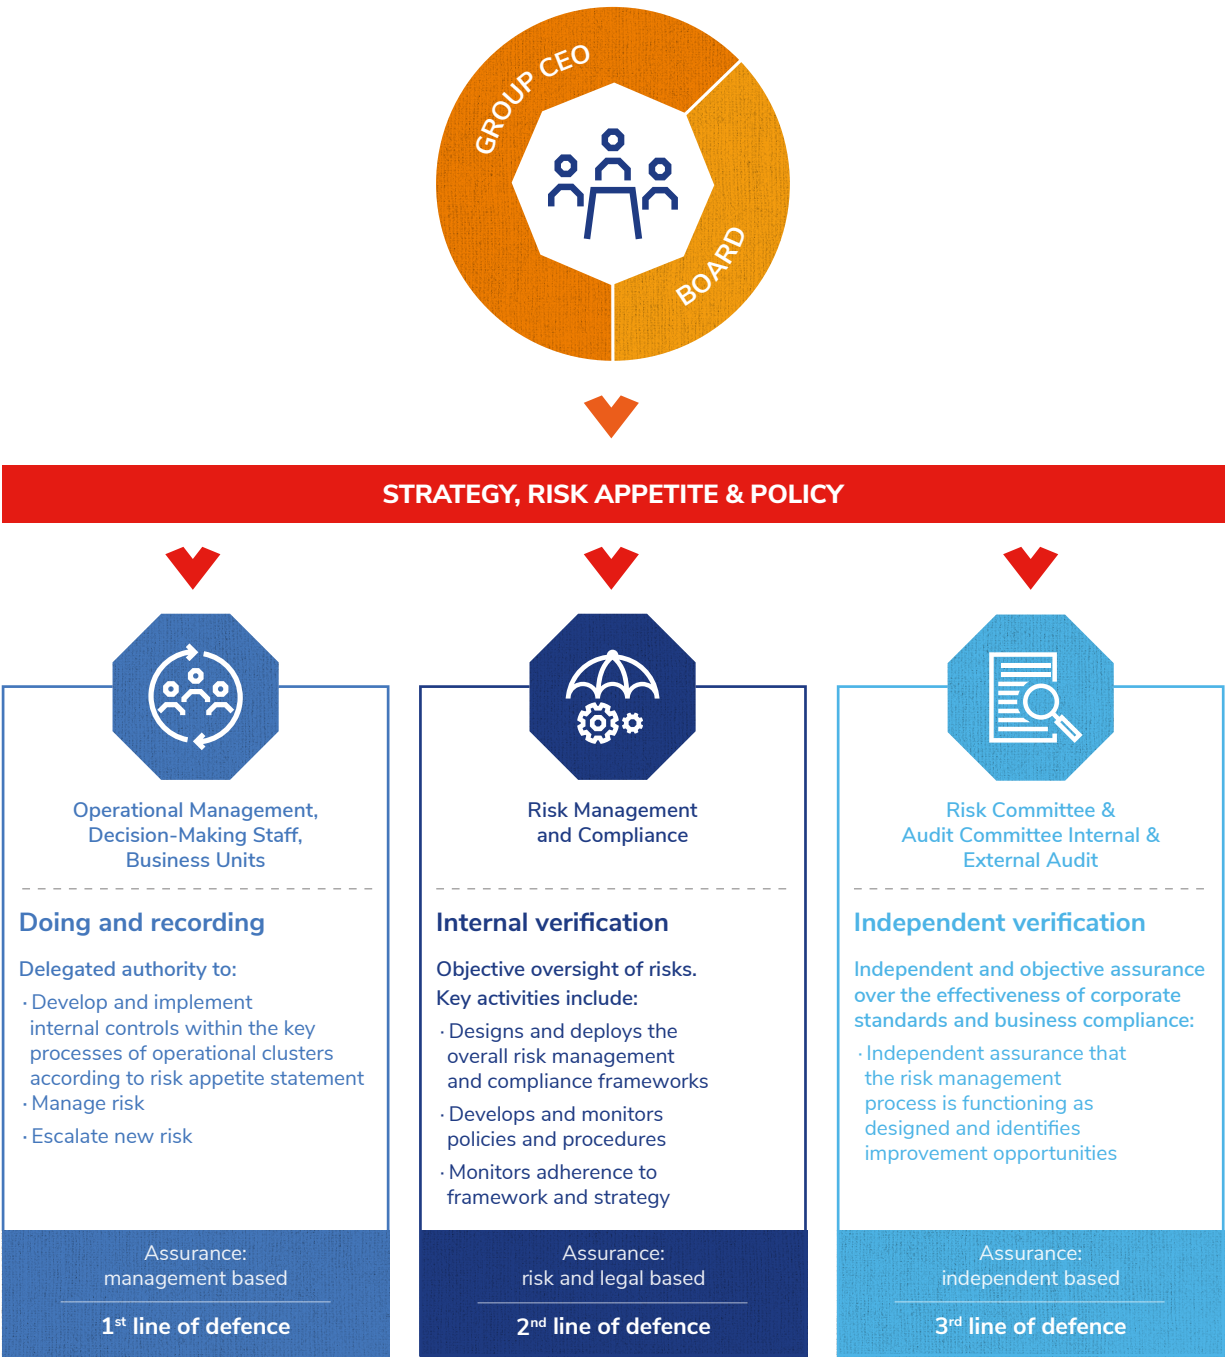 GROUP CEO
BOARD
STRATEGY, RISK APPETITE & POLICY
Operational Management,
Decision-Making Staff,
Business Units
Doing and recording
Delegated authority to:
· Develop and implement
internal controls within the key
processes of operational clusters
according to risk appetite statement
· Manage risk
· Escalate new risk
Assurance:
management based
1st line of defence
Risk Management
and Compliance
Internal verification
Objective oversight of risks.
Key activities include:
· Designs and deploys the
overall risk management
and compliance frameworks
· Develops and monitors
policies and procedures
· Monitors adherence to
framework and strategy
Assurance:
risk and legal based
2nd line of defence
Risk Committee &
Audit Committee Internal &
External Audit
Independent verification
Independent and objective assurance
over the effectiveness of corporate
standards and business compliance:
· Independent assurance that
the risk management
process is functioning as
designed and identifies
improvement opportunities
Assurance:
independent based
3rd line of defence